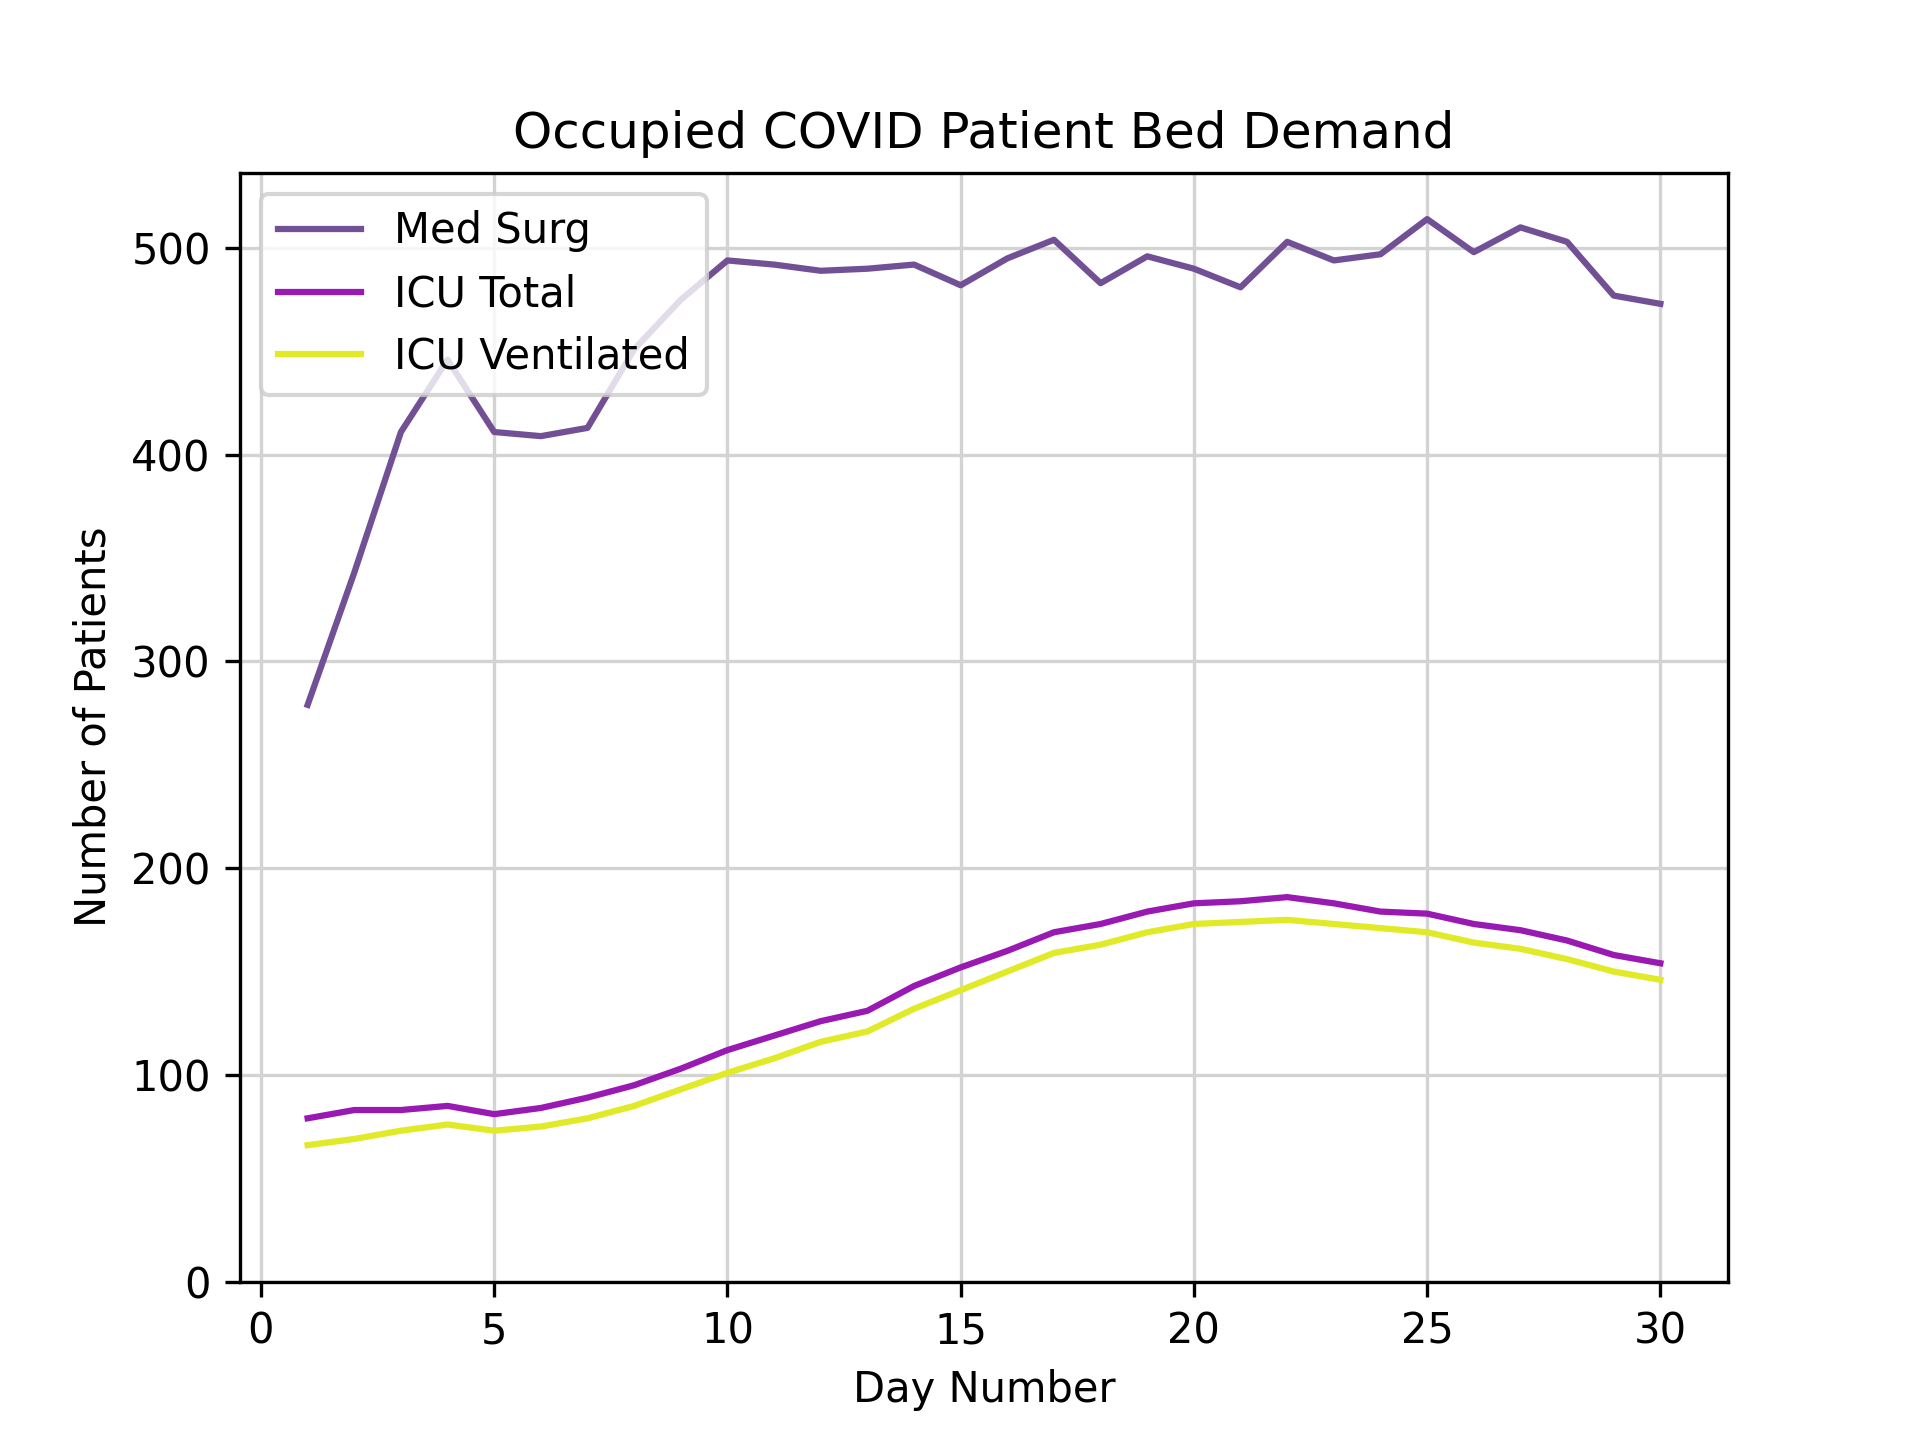 Occupied COVID Patient Bed Demand
Med Surg
ICU Total
ICU Ventilated
Number of Patients
500
400
300
200
100
0
0 5 10 15 20 25 30
Day Number